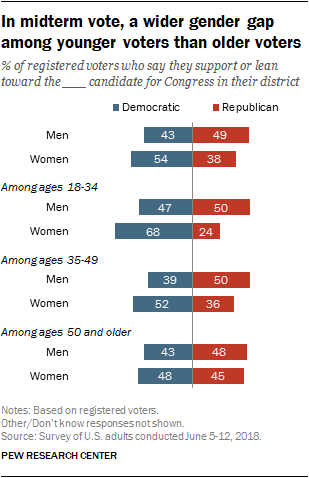 In midterm vote, a wider gender gap
among younger voters than older voters
% of registered voters who say they support or lean
toward the ___ candidate for Congress in their district
Democratic Republican
Men 43 49
Women 54 38
Among ages 18-34
Men 47 50
Women 68 24
Among ages 35-49
Men 39 50
Women 52 36
Among ages 50 and older
Men 43 48
Women 48 45
Notes: Based on registered voters.
Other/Don't know responses not shown.
Source: Survey of U.S. adults conducted June 5-12, 2018.
PEW RESEARCH CENTER